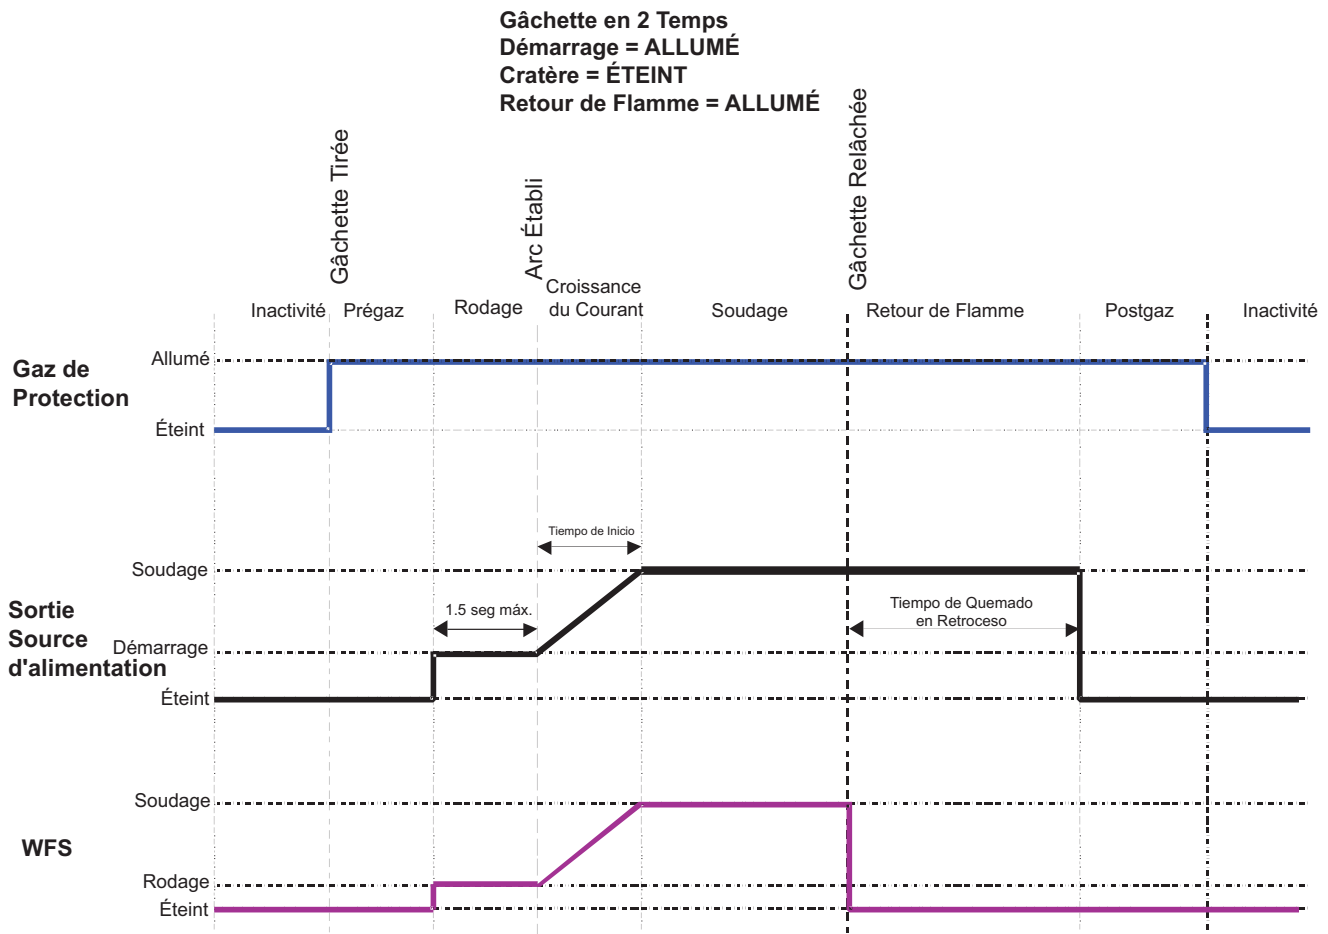 Gâchette en 2 Temps
Démarrage = ALLUMÉ
Cratère = ÉTEINT
Retour de Flamme = ALLUMÉ
Gâchette Tirée
Arc Établi
Gâchette Relâchée
Inactivité
Prégaz
Rodage
Croissance
du Courant
Soudage
Retour de Flamme
Postgaz
Inactivité
Gaz de
Protection
Allumé
Éteint
Sortie
Source
d'alimentation
Soudage
Démarrage
Éteint
1.5 seg máx.
Tiempo de Inicio
Tiempo de Quemado
en Retroceso
WFS
Soudage
Rodage
Éteint